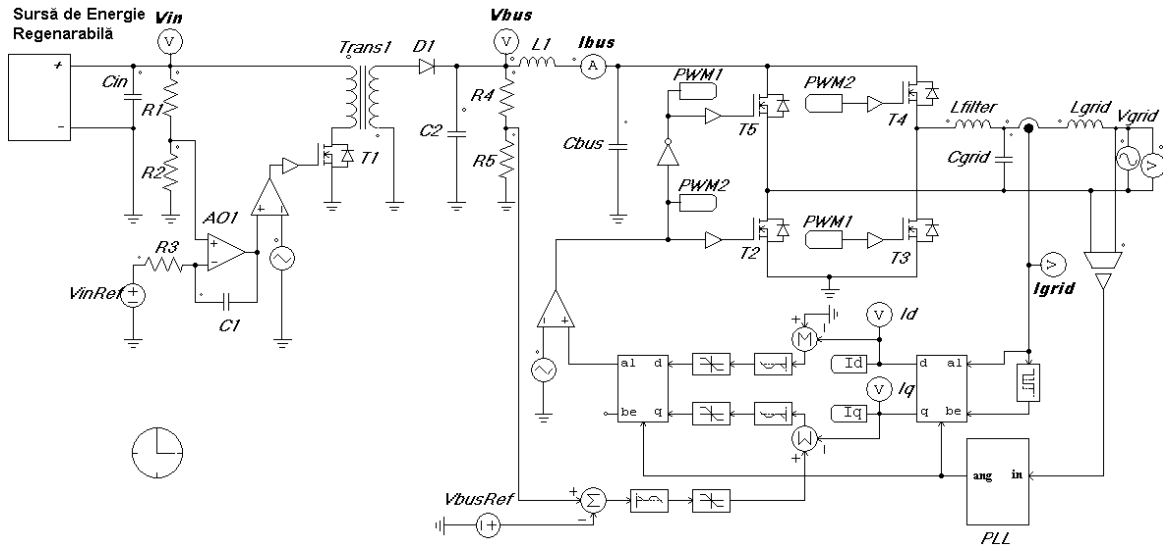 Sursă de Energie
Regenarabilă
Vin
Vbus
Trans1
D1
L1
Ibus
A
V
V
Cin
R1
R2
R4
R5
C2
T1
PWM1
PWM2
T5
T4
Lfilter
Lgrid
Vgrid
V
Cbus
Cgrid
PWM2
PWM1
T2
T3
AO1
R3
VinRef
C1
Igrid
V
Id
V
Id
Iq
V
Iq
al
d
be
q
d
al
q
be
M
M
VbusRef
Σ
ang
in
PLL